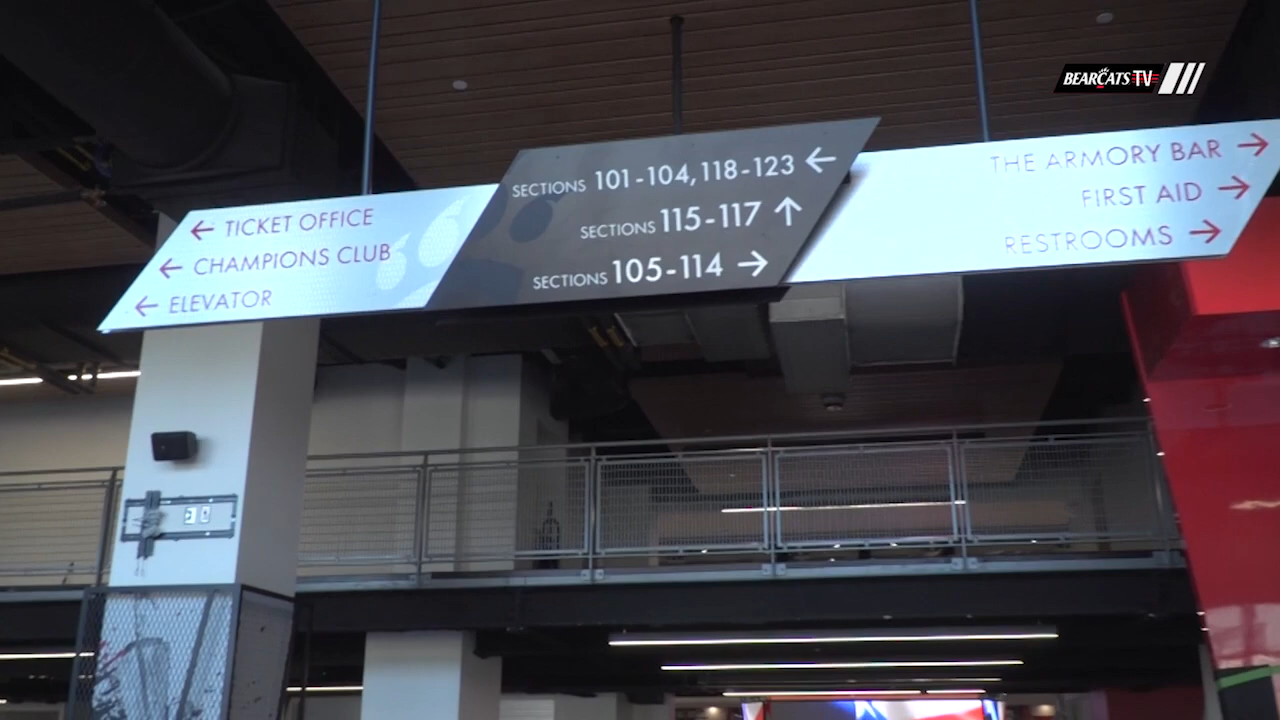 BEARCATS TV
← TICKET OFFICE
← CHAMPIONS CLUB
← ELEVATOR
SECTIONS 101-104, 118-123 ←
SECTIONS 115-117 ↑
SECTIONS 105-114 →
THE ARMORY BAR →
FIRST AID →
RESTROOMS →